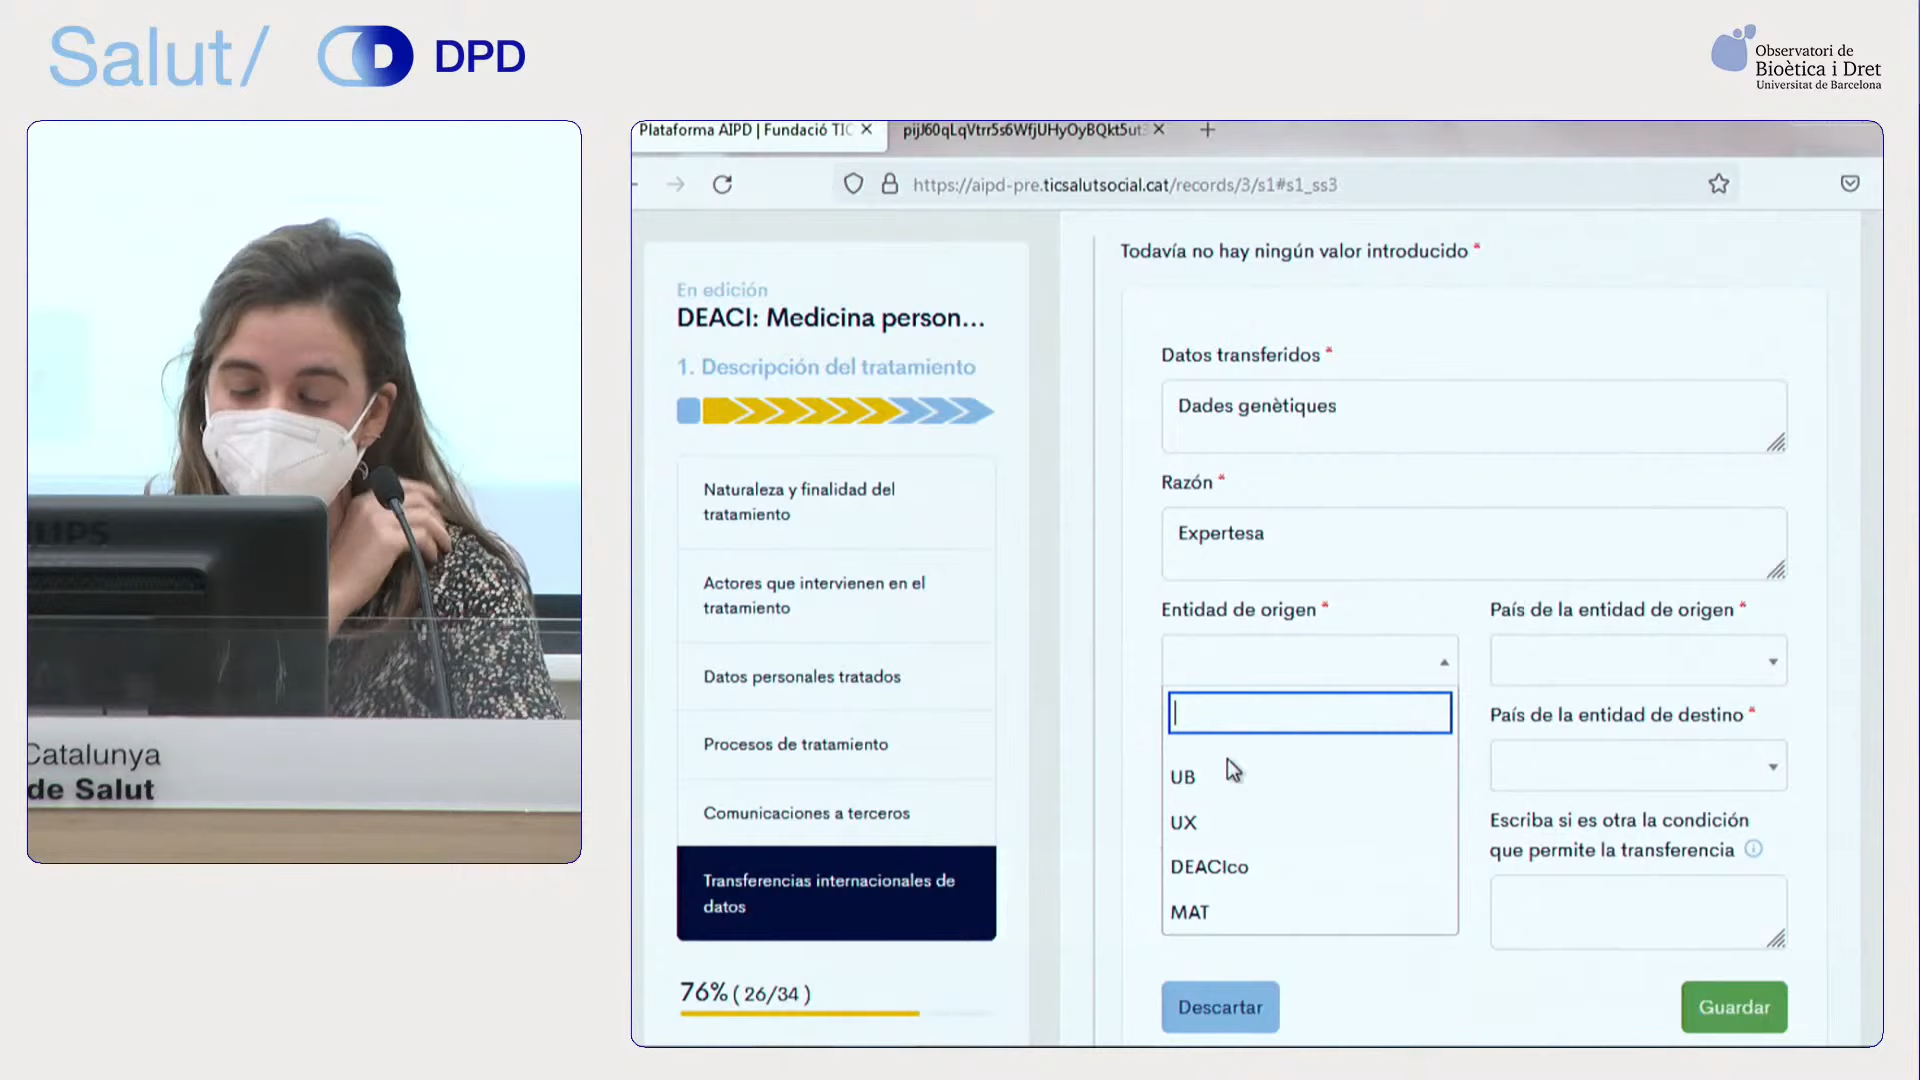 Salut/
DPD
Observatori de
Bioètica i Dret
Universitat de Barcelona
Catalunya
de Salut
Plataforma AIPD | Fundació TIC
https://aipd-pre.ticsalutsocial.cat/records/3/s1#s1_ss3
En edición
DEACI: Medicina person...
1. Descripción del tratamiento
Naturaleza y finalidad del
tratamiento
Actores que intervienen en el
tratamiento
Datos personales tratados
Procesos de tratamiento
Comunicaciones a terceros
Transferencias internacionales de
datos
76% ( 26/34 )
Todavía no hay ningún valor introducido *
Datos transferidos *
Dades genètiques
Razón *
Expertesa
Entidad de origen *
País de la entidad de origen *
UB
UX
DEACIco
MAT
País de la entidad de destino *
Escriba si es otra la condición
que permite la transferencia
Descartar
Guardar